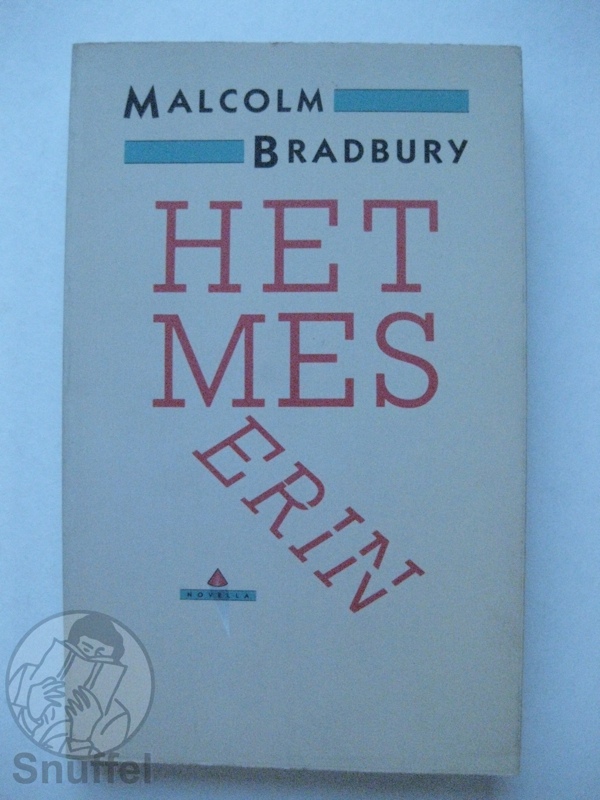 MALCOLM
BRADBURY
HET
MES
ERIN
NOVELLA
Snuffel